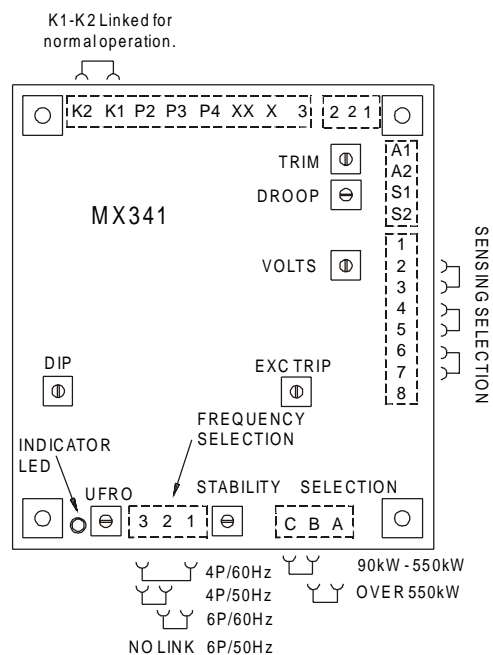 K1-K2 Linked for
normal operation.
K2 K1 P2 P3 P4 XX X 3 2 2 1
TRIM
DROOP
A1
A2
S1
S2
MX341
VOLTS
1
2
3
4
5
6
7
8
SENSING SELECTION
DIP
EXC TRIP
FREQUENCY
SELECTION
INDICATOR
LED
UFRO
STABILITY SELECTION
3 2 1
C B A
4P/60Hz
4P/50Hz
6P/60Hz
NO LINK 6P/50Hz
90kW - 550kW
OVER 550kW